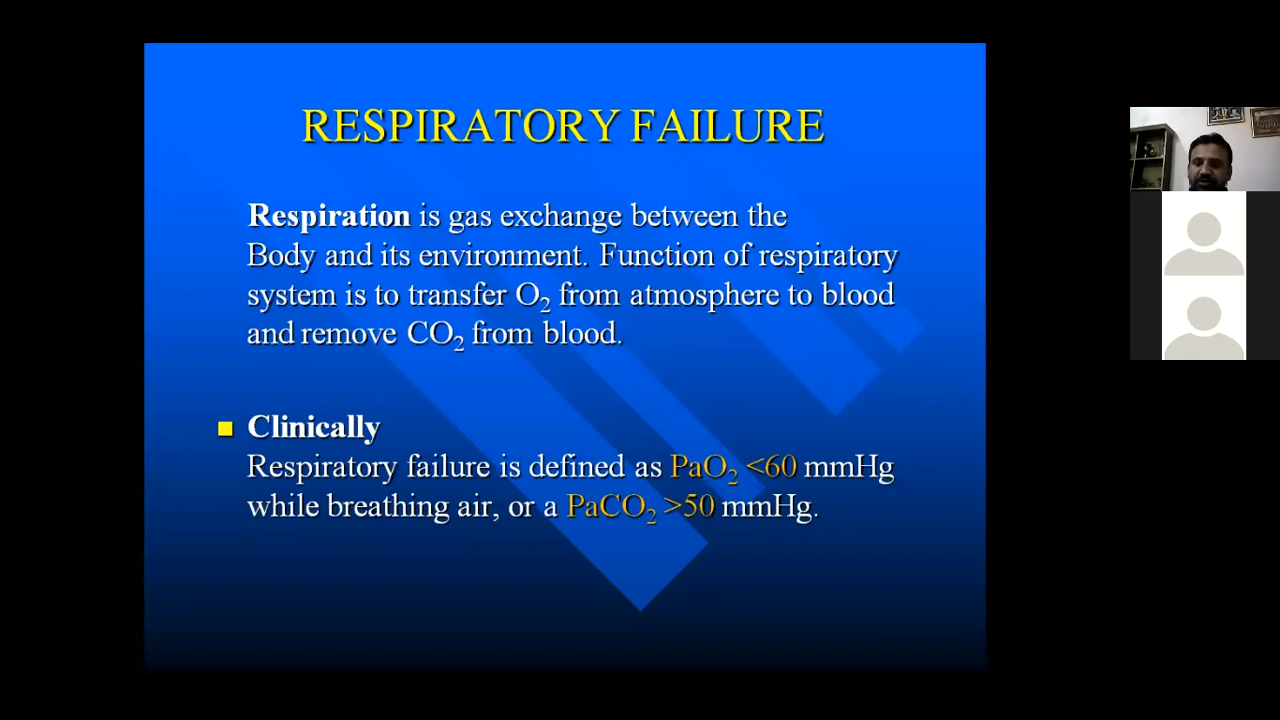 RESPIRATORY FAILURE
Respiration is gas exchange between the
Body and its environment. Function of respiratory
system is to transfer O₂ from atmosphere to blood
and remove CO₂ from blood.
Clinically
Respiratory failure is defined as PaO₂ <60 mmHg
while breathing air, or a PaCO₂ >50 mmHg.